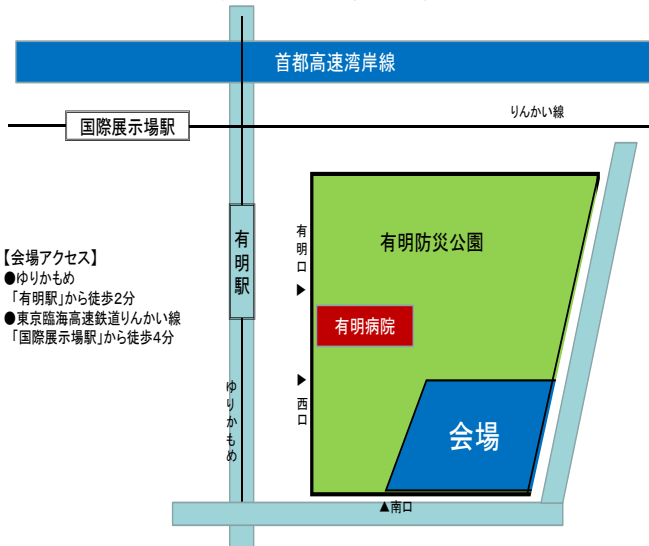 首都高速湾岸線
りんかい線
国際展示場駅
有明駅
有明口
▶
有明防災公園
【会場アクセス】
●ゆりかもめ
「有明駅」から徒歩2分
●東京臨海高速鉄道りんかい線
「国際展示場駅」から徒歩4分
有明病院
▶
西口
ゆりかもめ
会場
▲南口